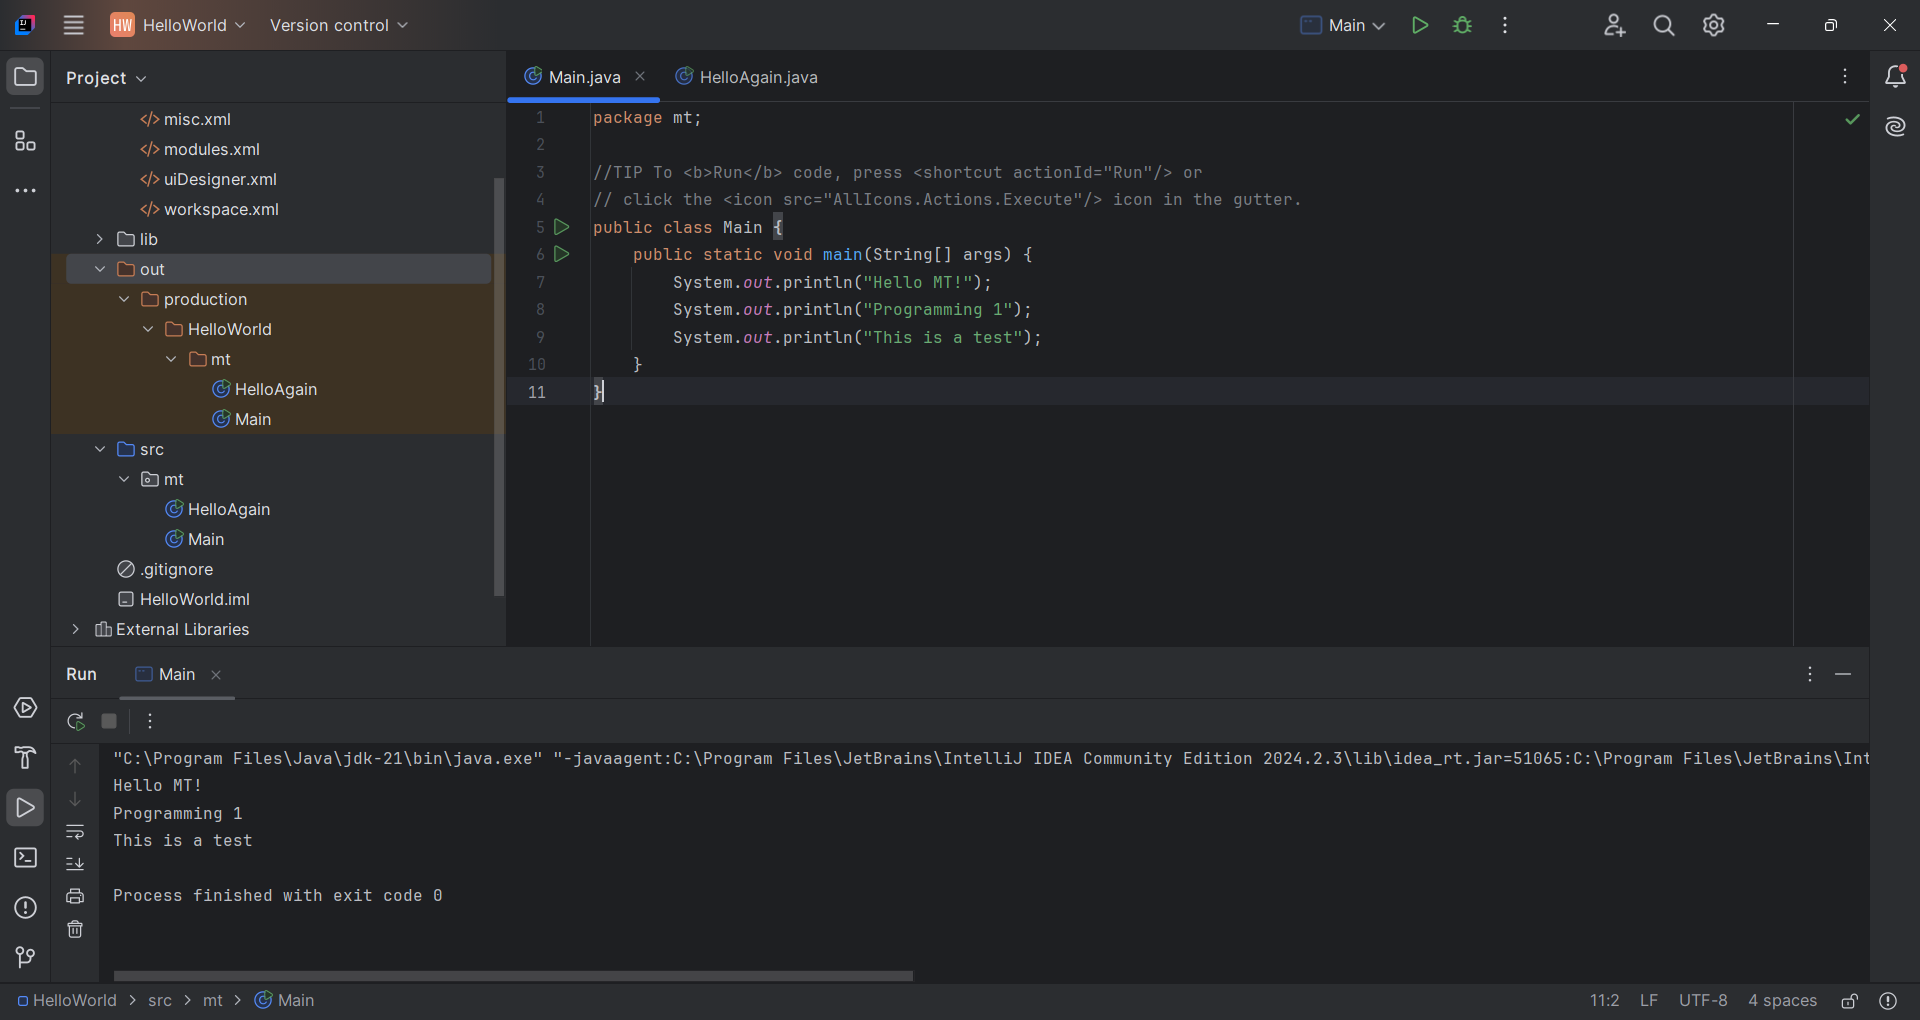 HW HelloWorld Version control Main
Project
Main.java HelloAgain.java
misc.xml
modules.xml
uiDesigner.xml
workspace.xml
lib
out
production
HelloWorld
mt
HelloAgain
Main
src
mt
HelloAgain
Main
.gitignore
HelloWorld.iml
External Libraries
1 package mt;
2
3 //TIP To <b>Run</b> code, press <shortcut actionId="Run"/> or
4 // click the <icon src="AllIcons.Actions.Execute"/> icon in the gutter.
5 public class Main {
6 public static void main(String[] args) {
7 System.out.println("Hello MT!");
8 System.out.println("Programming 1");
9 System.out.println("This is a test");
10 }
11 }
Run Main
"C:\Program Files\Java\jdk-21\bin\java.exe" "-javaagent:C:\Program Files\JetBrains\IntelliJ IDEA Community Edition 2024.2.3\lib\idea_rt.jar=51065:C:\Program Files\JetBrains\Int
Hello MT!
Programming 1
This is a test
Process finished with exit code 0
HelloWorld > src > mt > Main 11:2 LF UTF-8 4 spaces